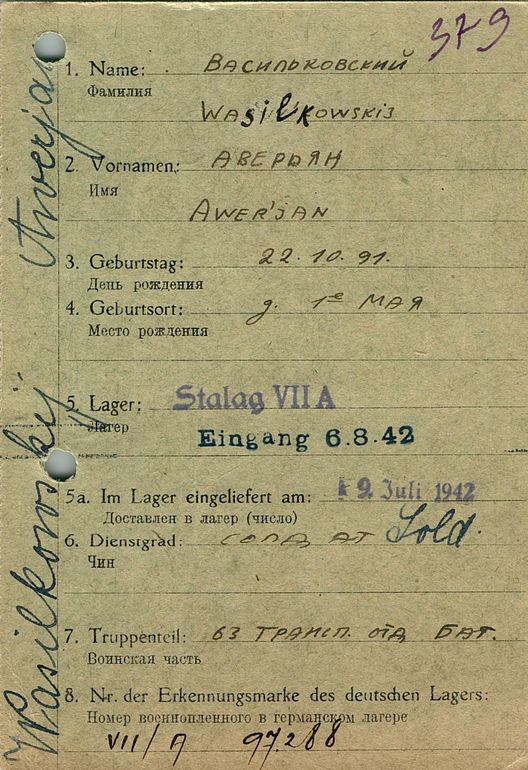 379
1. Name: Васильковский
Фамилия
Wasilkowskij
2. Vornamen: Аверьян
Имя
Awer'jan
3. Geburtstag: 22.10.91.
День рождения
4. Geburtsort: д. 1е Мая
Место рождения
5. Lager: Stalag VII A
Лагерь
Eingang 6.8.42
5a. Im Lager eingeliefert am: 9. Juli 1942
Доставлен в лагерь (число)
6. Dienstgrad: солдат Sold.
Чин
7. Truppenteil: 63 трансп. отд бат.
Воинская часть
8. Nr. der Erkennungsmarke des deutschen Lagers:
Номер военнопленного в германском лагере
VII/A 97.288
Wasilkowskij Awerjan